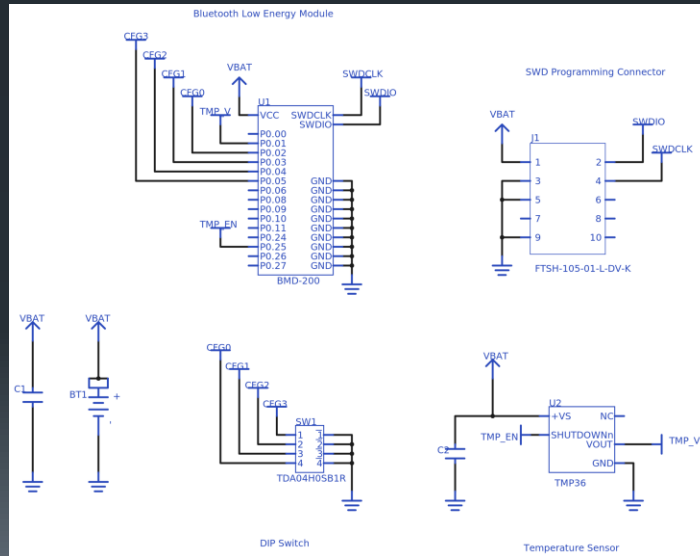 Bluetooth Low Energy Module
CFG3
CFG2
CFG1
CFG0
TMP_V
VBAT
SWDCLK
SWDIO
U1
VCC
SWDCLK
SWDIO
P0.00
P0.01
P0.02
P0.03
P0.04
P0.05
P0.06
P0.08
P0.09
P0.10
P0.11
P0.24
P0.25
P0.26
P0.27
GND
GND
GND
GND
GND
GND
GND
GND
GND
GND
TMP_EN
BMD-200
SWD Programming Connector
VBAT
SWDIO
SWDCLK
J1
1 2
3 4
5 6
7 8
9 10
FTSH-105-01-L-DV-K
VBAT
C1
VBAT
BT1
+
CFG0
CFG1
CFG2
CFG3
SW1
1 1
2 2
3 3
4 4
TDA04H0SB1R
DIP Switch
VBAT
U2
+VS NC
TMP_EN
SHUTDOWNn
VOUT
TMP_V
GND
C2
TMP36
Temperature Sensor